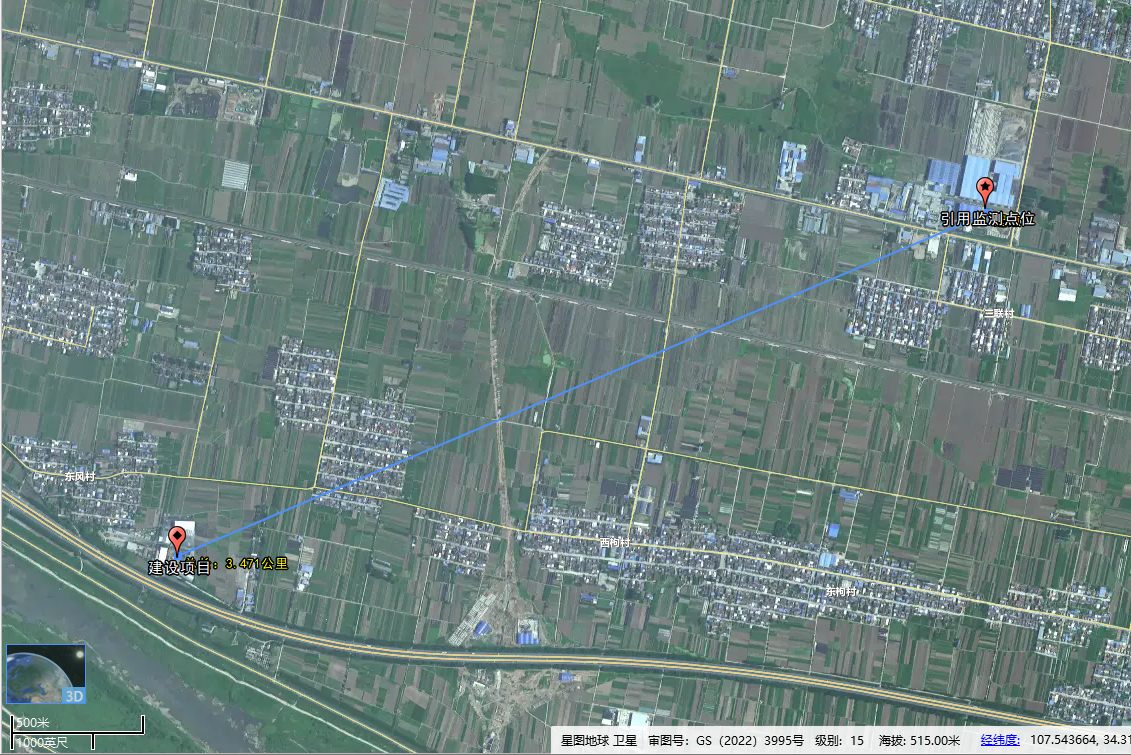 引用监测点位
三联村
东风村
西枸村
建设项目
：3.471公里
东枸村
3D
500米
1000英尺
星图地球 卫星 审图号：GS（2022）3995号 级别：15 海拔：515.00米 经纬度： 107.543664, 34.31